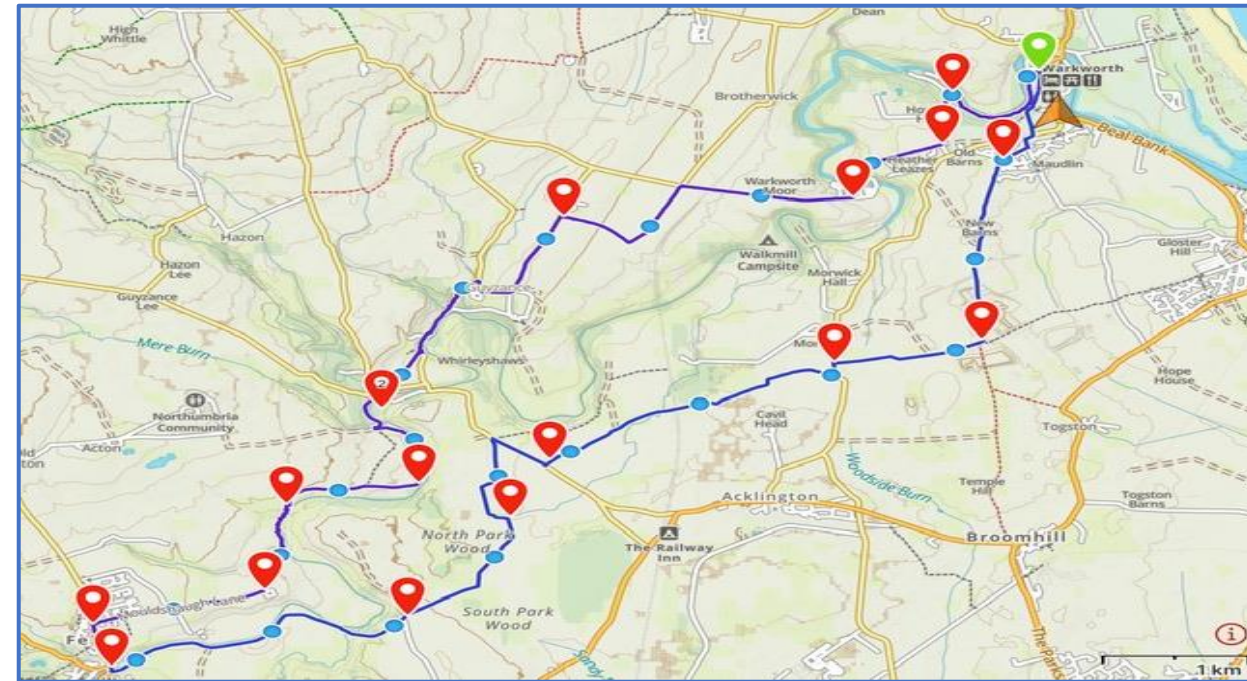 High
Whittle
Dean
Warkworth
Brotherwick
Beal Bank
Old
Barns
Maudlin
Heather
Leazes
Warkworth
Moor
New
Barns
Hazon
Gloster
Hill
Walkmill
Campsite
Hazon
Lee
Morwick
Hall
Guyzance
Guyzance
Lee
Mere Burn
Whirleyshaws
Hope
House
Northumbria
Community
Cavil
Head
Togston
Acton
Woodside Burn
Temple
Hill
Acklington
Togston
Barns
North Park
Wood
The Railway
Inn
Broomhill
Mouldshaugh Lane
Fe
South Park
Wood
The Parks
i
1 km
2